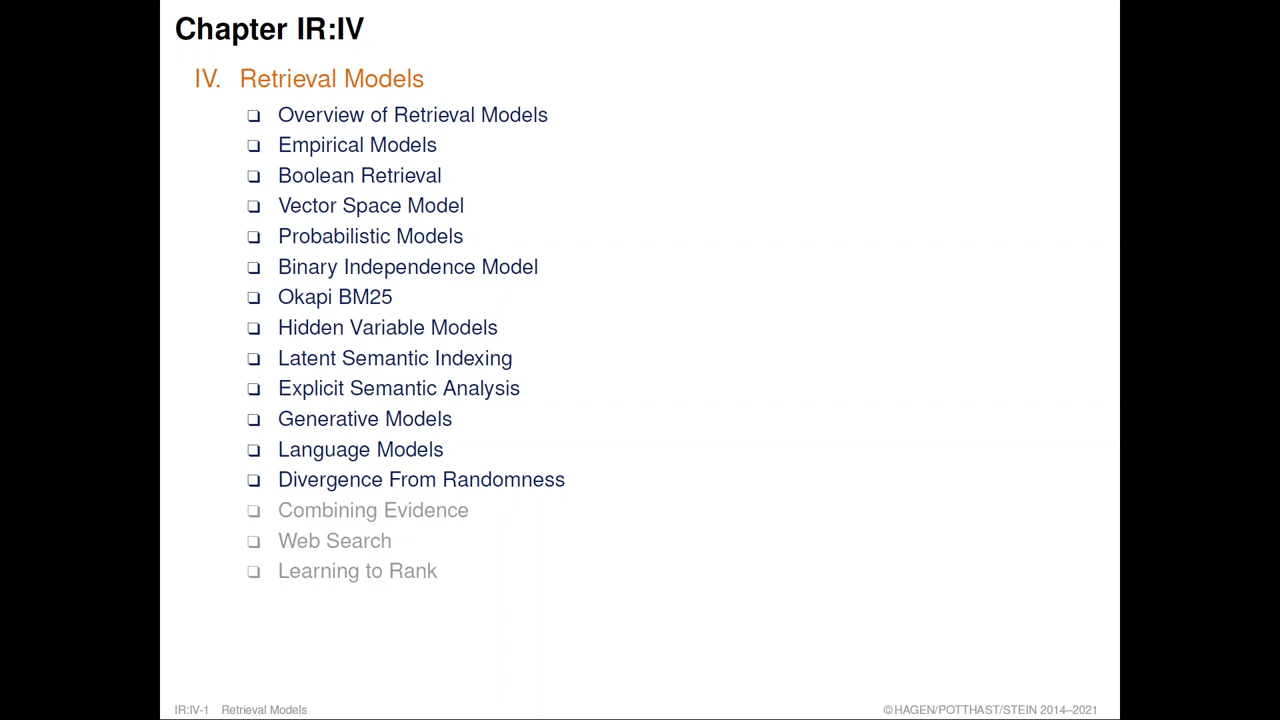 Chapter IR:IV
IV. Retrieval Models
❏ Overview of Retrieval Models
❏ Empirical Models
❏ Boolean Retrieval
❏ Vector Space Model
❏ Probabilistic Models
❏ Binary Independence Model
❏ Okapi BM25
❏ Hidden Variable Models
❏ Latent Semantic Indexing
❏ Explicit Semantic Analysis
❏ Generative Models
❏ Language Models
❏ Divergence From Randomness
❏ Combining Evidence
❏ Web Search
❏ Learning to Rank
IR:IV-1 Retrieval Models ©HAGEN/POTTHAST/STEIN 2014–2021